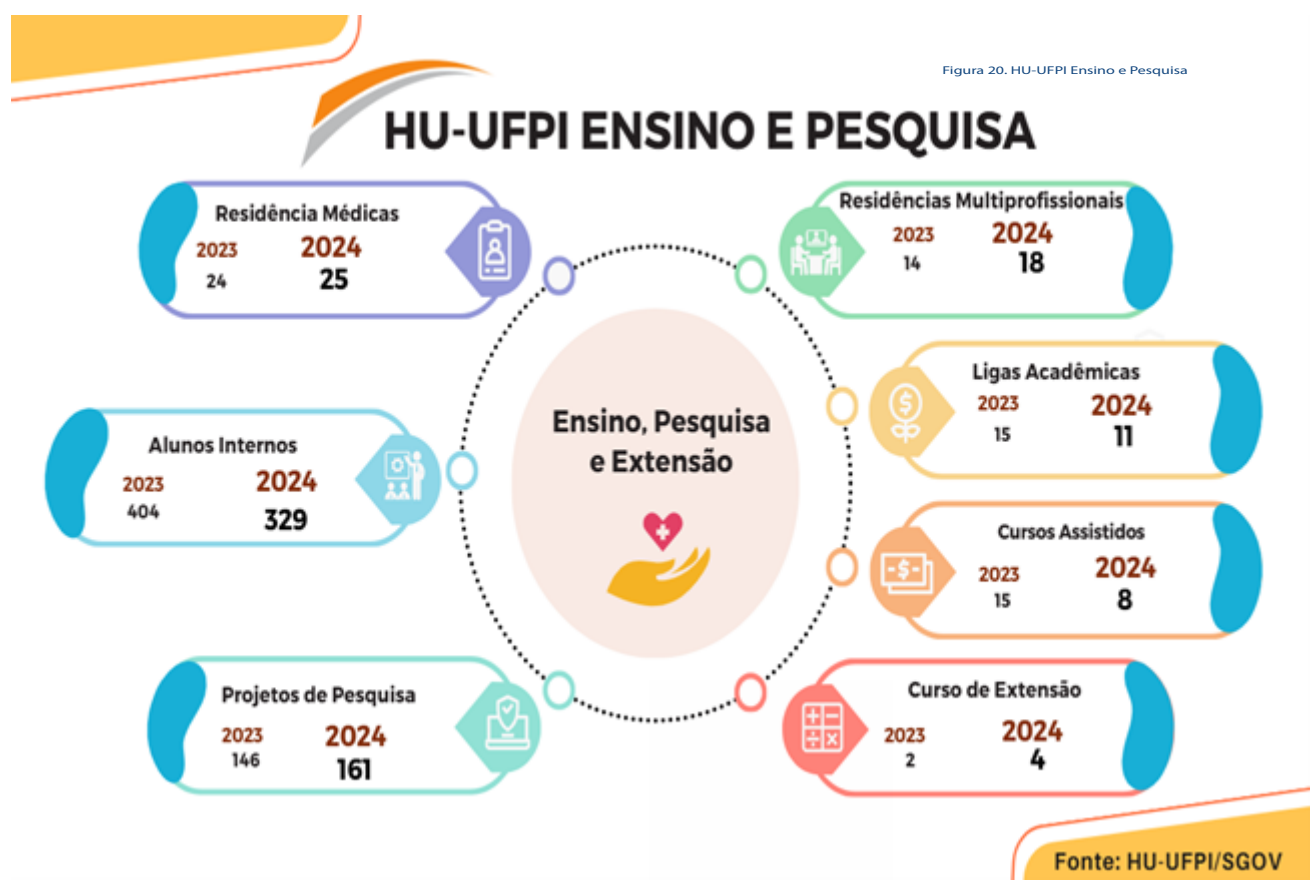 Figura 20. HU-UFPI Ensino e Pesquisa
HU-UFPI ENSINO E PESQUISA
Residência Médicas
2023 2024
24 25
Residências Multiprofissionais
2023 2024
14 18
Alunos Internos
2023 2024
404 329
Ensino, Pesquisa
e Extensão
Ligas Acadêmicas
2023 2024
15 11
Cursos Assistidos
2023 2024
15 8
Projetos de Pesquisa
2023 2024
146 161
Curso de Extensão
2023 2024
2 4
Fonte: HU-UFPI/SGOV